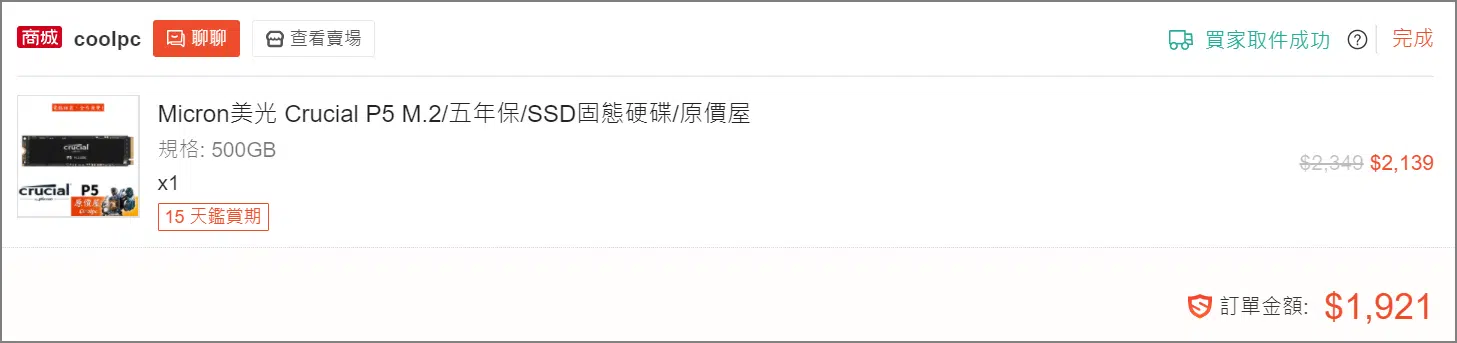 商城 coolpc 聊聊 查看賣場 買家取件成功 ? 完成
Micron美光 Crucial P5 M.2/五年保/SSD固態硬碟/原價屋
規格: 500GB
x1
15 天鑑賞期
$2,349 $2,139
crucial
P5
crucial P5
原價屋
Coolpc
訂單金額: $1,921